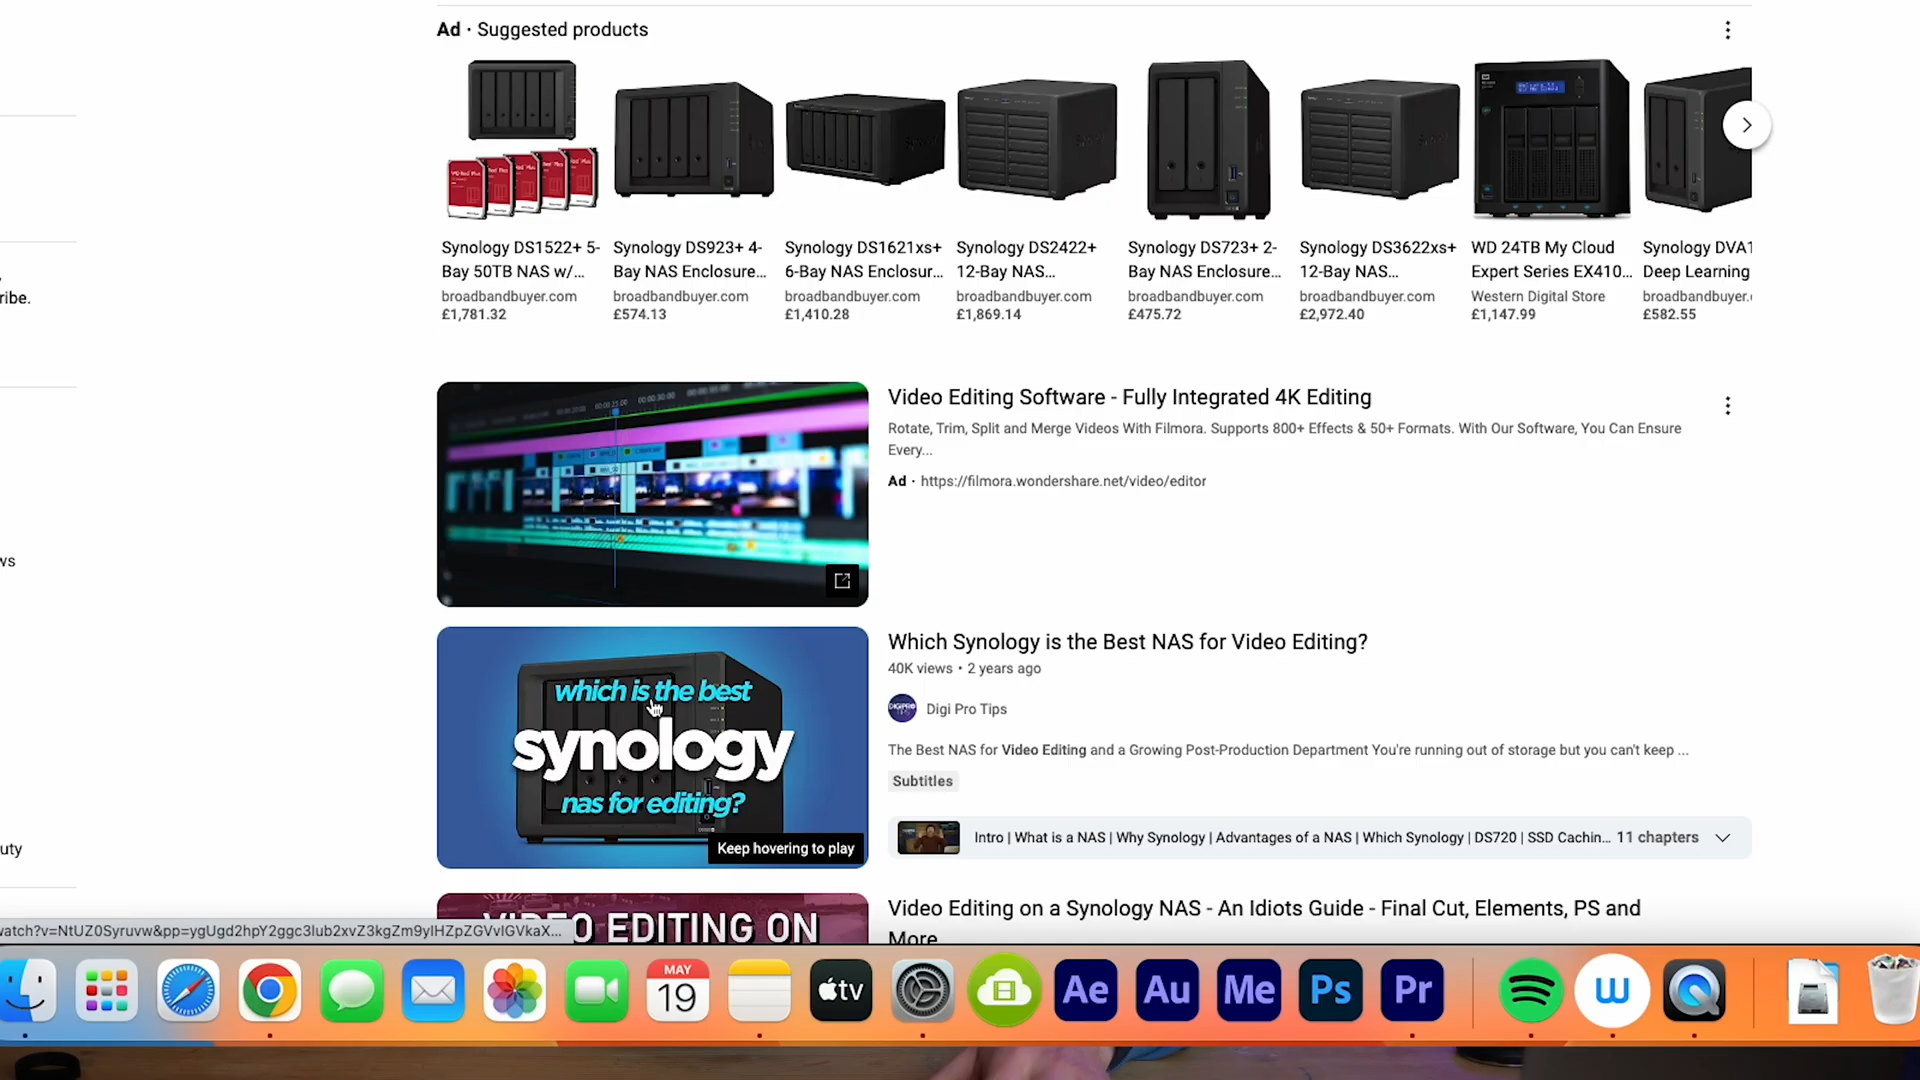 Ad · Suggested products
Synology DS1522+ 5-
Bay 50TB NAS w/...
broadbandbuyer.com
£1,781.32
Synology DS923+ 4-
Bay NAS Enclosure...
broadbandbuyer.com
£574.13
Synology DS1621xs+
6-Bay NAS Enclosur...
broadbandbuyer.com
£1,410.28
Synology DS2422+
12-Bay NAS...
broadbandbuyer.com
£1,869.14
Synology DS723+ 2-
Bay NAS Enclosure...
broadbandbuyer.com
£475.72
Synology DS3622xs+
12-Bay NAS...
broadbandbuyer.com
£2,972.40
WD 24TB My Cloud
Expert Series EX410...
Western Digital Store
£1,147.99
Synology DVA1
Deep Learning
broadbandbuyer.
£582.55
ribe.
ws
uty
Video Editing Software - Fully Integrated 4K Editing
Rotate, Trim, Split and Merge Videos With Filmora. Supports 800+ Effects & 50+ Formats. With Our Software, You Can Ensure
Every...
Ad · https://filmora.wondershare.net/video/editor
which is the best
synology
nas for editing?
Keep hovering to play
Which Synology is the Best NAS for Video Editing?
40K views • 2 years ago
DIGIPRO
Digi Pro Tips
The Best NAS for Video Editing and a Growing Post-Production Department You're running out of storage but you can't keep ...
Subtitles
Intro | What is a NAS | Why Synology | Advantages of a NAS | Which Synology | DS720 | SSD Cachin... 11 chapters
VIDEO EDITING ON
Video Editing on a Synology NAS - An Idiots Guide - Final Cut, Elements, PS and
More
watch?v=NtUZ0Syruvw&pp=ygUgd2hpY2ggc3lub2xvZ3kgZm9yIHZpZGVvIGVkaX...
MAY
19
tv
Ae
Au
Me
Ps
Pr
W